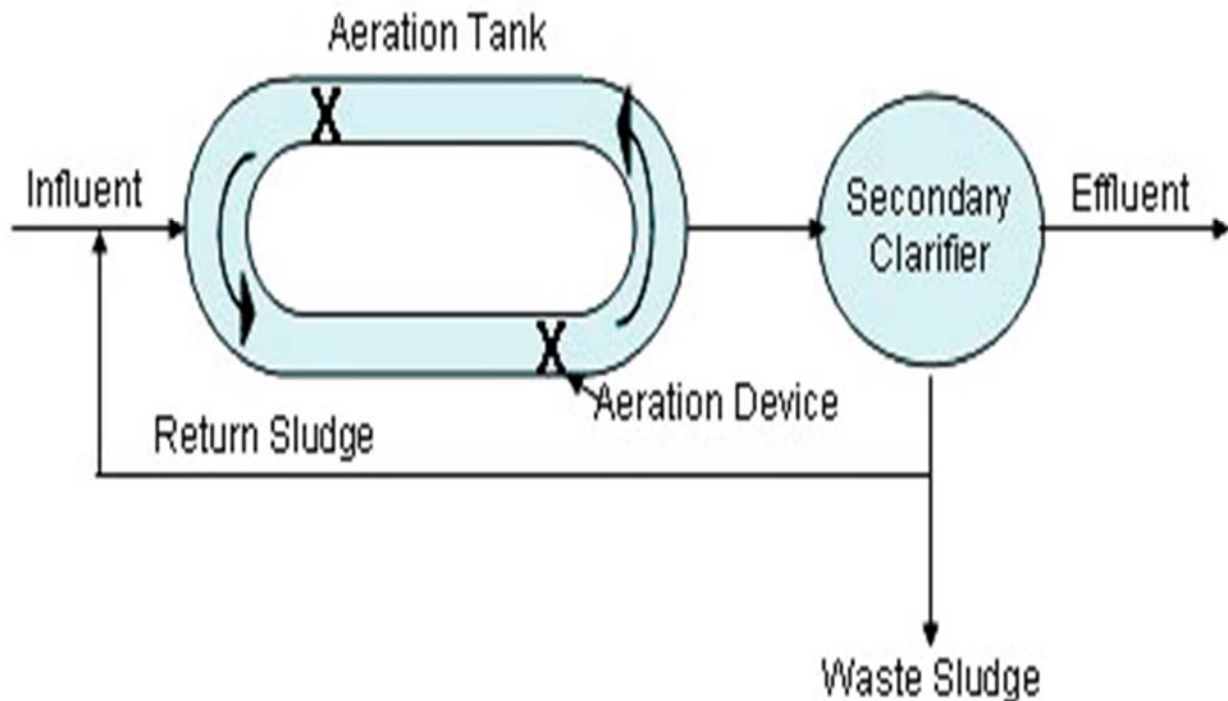 Aeration Tank
Influent
Secondary
Clarifier
Effluent
Aeration Device
Return Sludge
Waste Sludge